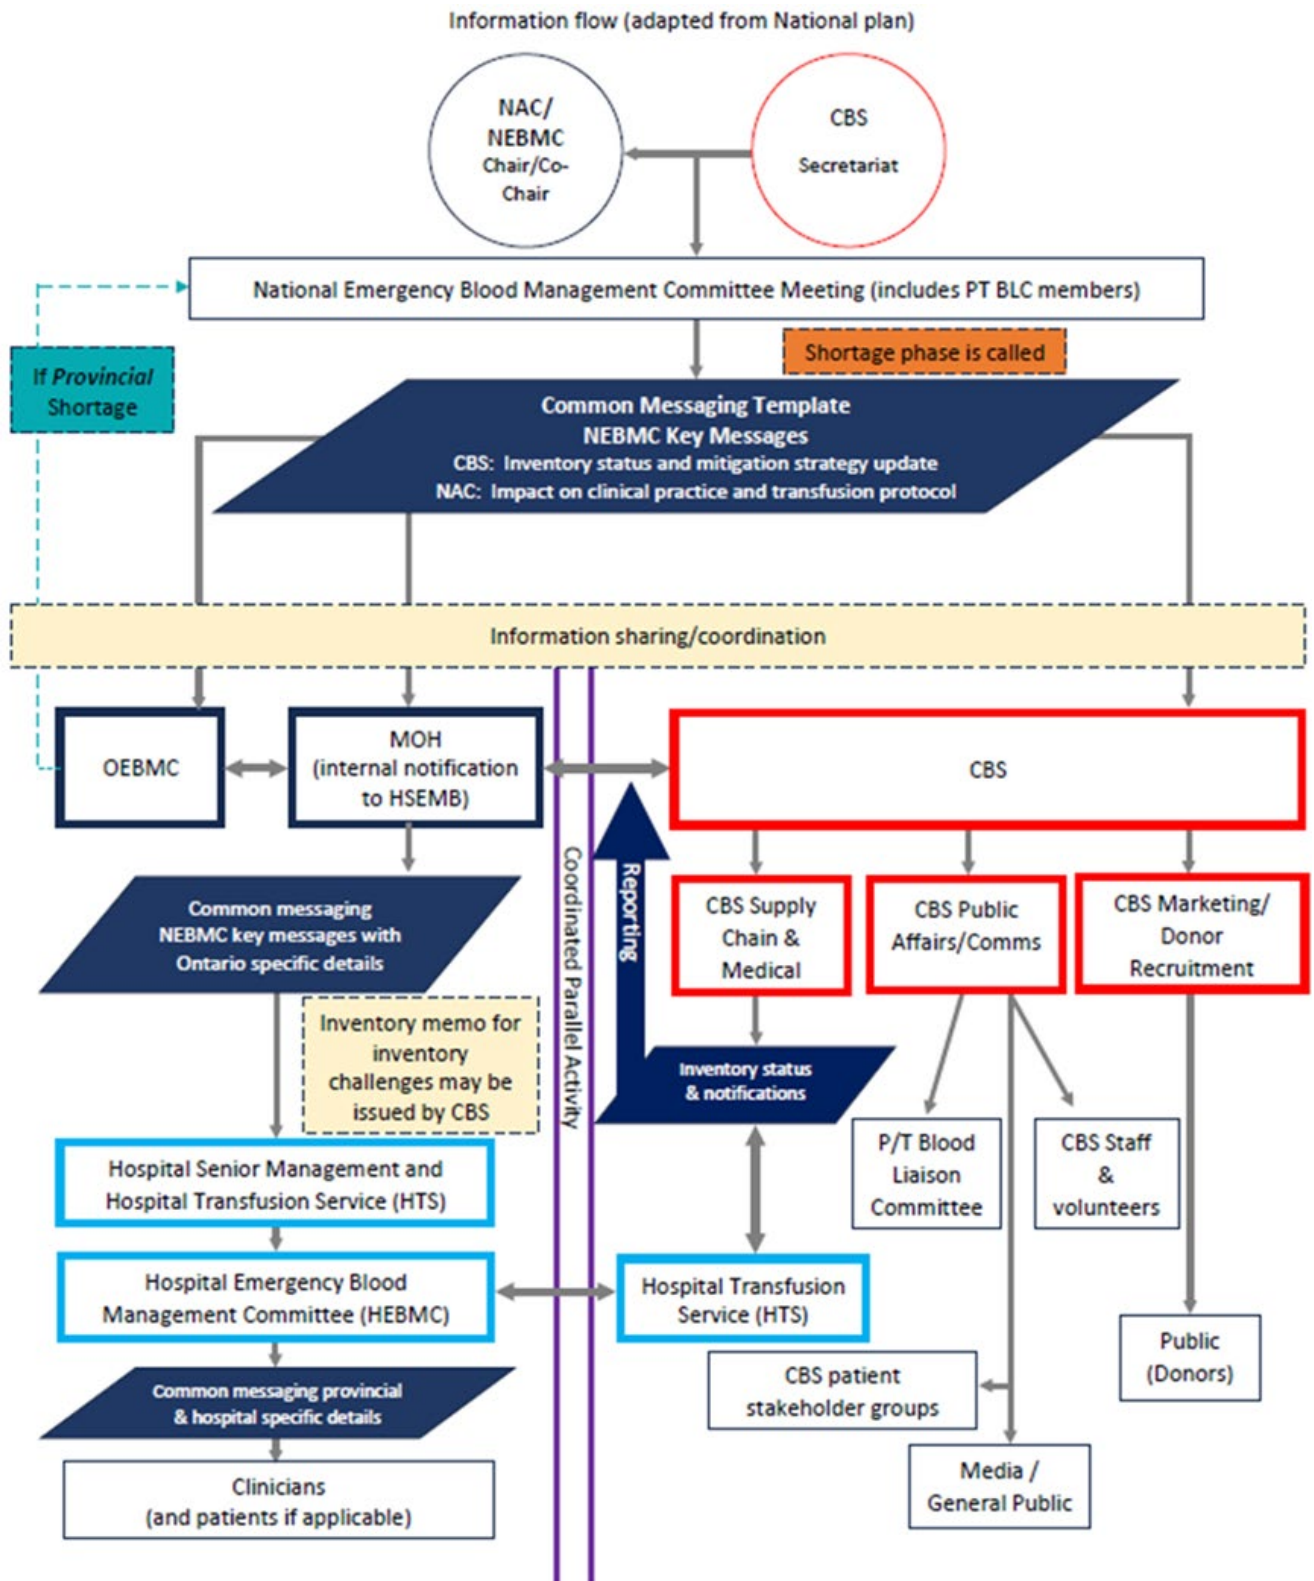 Information flow (adapted from National plan)
NAC/
NEBMC
Chair/Co-
Chair
CBS
Secretariat
National Emergency Blood Management Committee Meeting (includes PT BLC members)
Shortage phase is called
If Provincial
Shortage
Common Messaging Template
NEBMC Key Messages
CBS: Inventory status and mitigation strategy update
NAC: Impact on clinical practice and transfusion protocol
Information sharing/coordination
OEBMC
MOH
(internal notification
to HSEMB)
CBS
Coordinated Parallel Activity
Reporting
Common messaging
NEBMC key messages with
Ontario specific details
CBS Supply
Chain &
Medical
CBS Public
Affairs/Comms
CBS Marketing/
Donor
Recruitment
Inventory memo for
inventory
challenges may be
issued by CBS
Inventory status
& notifications
Hospital Senior Management and
Hospital Transfusion Service (HTS)
P/T Blood
Liaison
Committee
CBS Staff
&
volunteers
Hospital Emergency Blood
Management Committee (HEBMC)
Hospital Transfusion
Service (HTS)
Public
(Donors)
Common messaging provincial
& hospital specific details
CBS patient
stakeholder groups
Media /
General Public
Clinicians
(and patients if applicable)